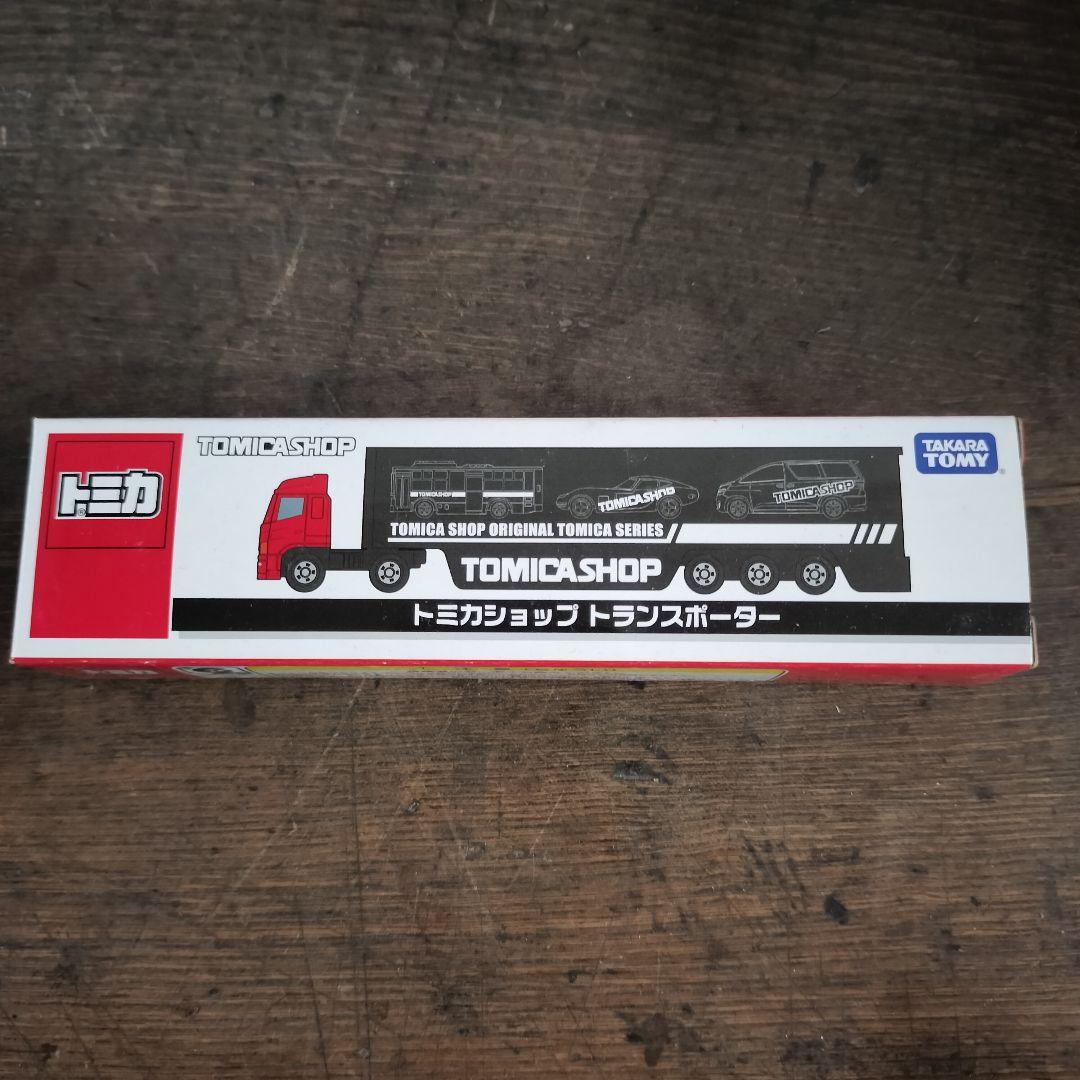 トミカ
TOMICASHOP
TAKARA
TOMY
TOMICASHOP
TOMICASHOP
TOMICASHOP
TOMICA SHOP ORIGINAL TOMICA SERIES
TOMICASHOP
トミカショップ トランスポーター